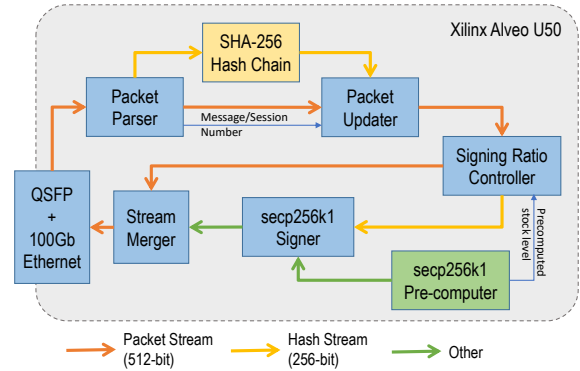 Xilinx Alveo U50
SHA-256
Hash Chain
Packet
Parser
Message/Session
Number
Packet
Updater
Signing Ratio
Controller
QSFP
+
100Gb
Ethernet
Stream
Merger
secp256k1
Signer
Precomputed
stock level
secp256k1
Pre-computer
Packet Stream
(512-bit)
Hash Stream
(256-bit)
Other